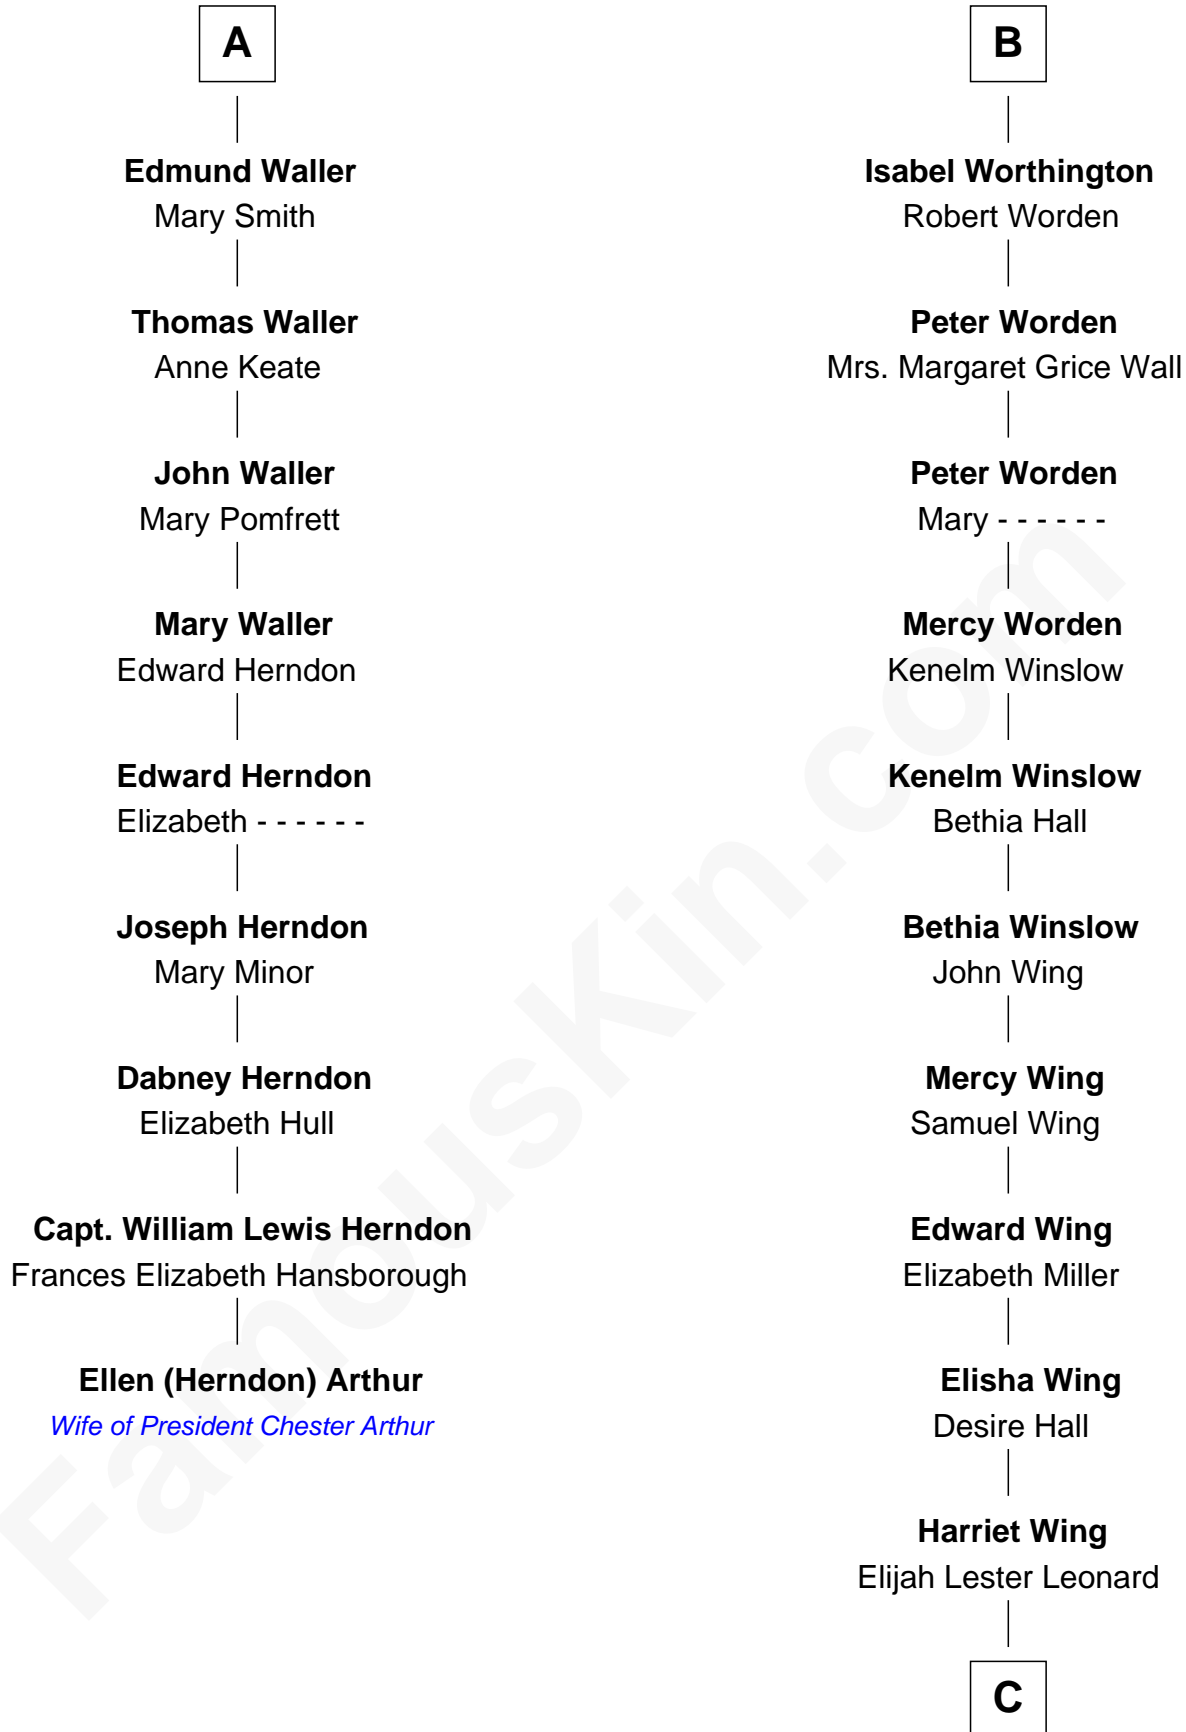 A
Edmund Waller
Mary Smith
Thomas Waller
Anne Keate
John Waller
Mary Pomfrett
Mary Waller
Edward Herndon
Edward Herndon
Elizabeth - - - - - -
Joseph Herndon
Mary Minor
Dabney Herndon
Elizabeth Hull
Capt. William Lewis Herndon
Frances Elizabeth Hansborough
Ellen (Herndon) Arthur
Wife of President Chester Arthur
B
Isabel Worthington
Robert Worden
Peter Worden
Mrs. Margaret Grice Wall
Peter Worden
Mary - - - - - -
Mercy Worden
Kenelm Winslow
Kenelm Winslow
Bethia Hall
Bethia Winslow
John Wing
Mercy Wing
Samuel Wing
Edward Wing
Elizabeth Miller
Elisha Wing
Desire Hall
Harriet Wing
Elijah Lester Leonard
C
FamousKin.com